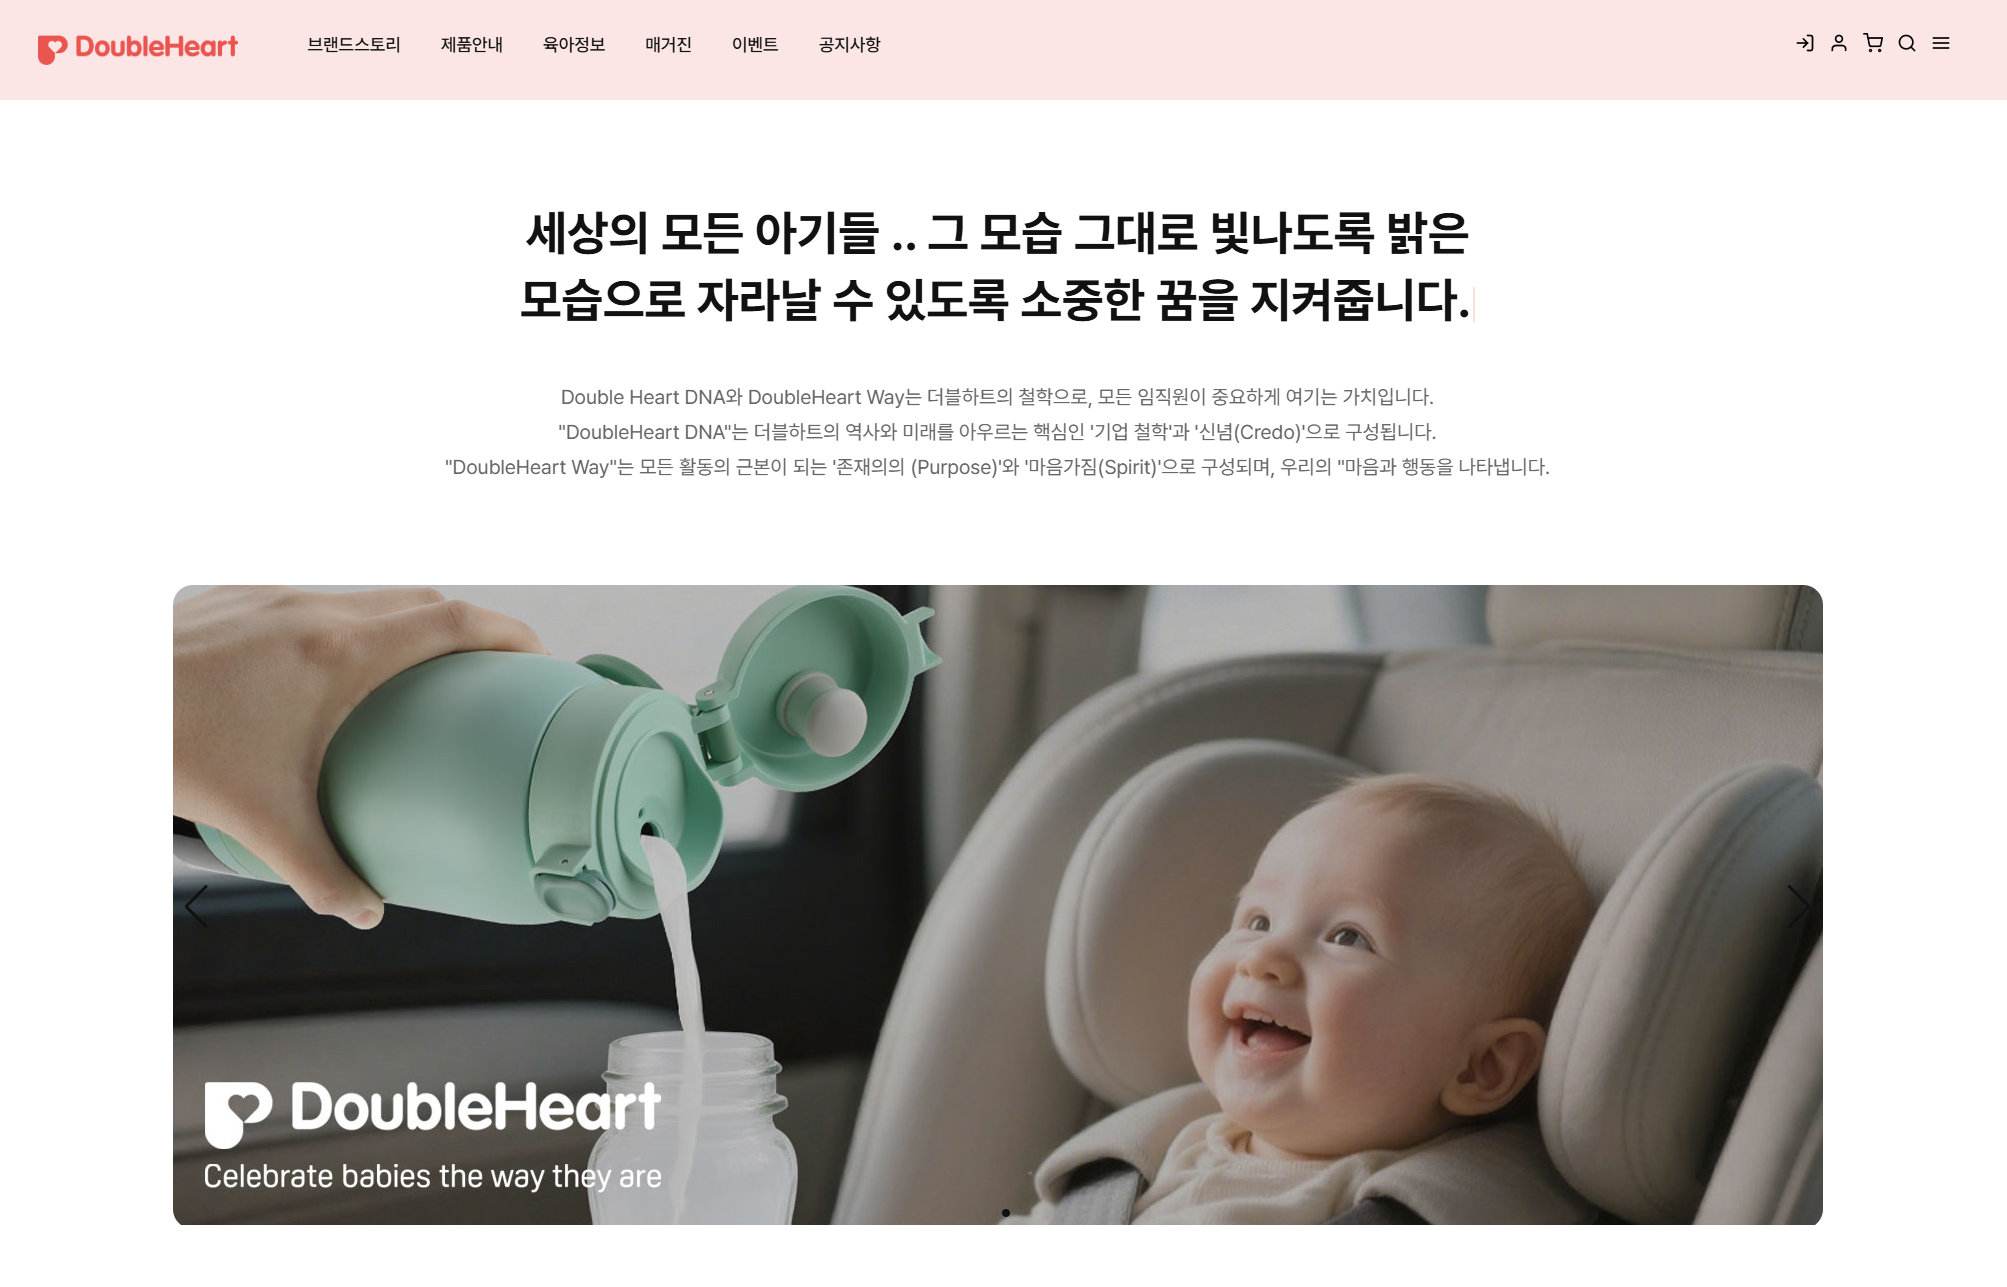 DoubleHeart
브랜드스토리 제품안내 육아정보 매거진 이벤트 공지사항
세상의 모든 아기들 .. 그 모습 그대로 빛나도록 밝은
모습으로 자라날 수 있도록 소중한 꿈을 지켜줍니다.
Double Heart DNA와 DoubleHeart Way는 더블하트의 철학으로, 모든 임직원이 중요하게 여기는 가치입니다.
"DoubleHeart DNA"는 더블하트의 역사와 미래를 아우르는 핵심인 '기업 철학'과 '신념(Credo)'으로 구성됩니다.
"DoubleHeart Way"는 모든 활동의 근본이 되는 '존재의의 (Purpose)'와 '마음가짐(Spirit)'으로 구성되며, 우리의 "마음과 행동을 나타냅니다.
DoubleHeart
Celebrate babies the way they are